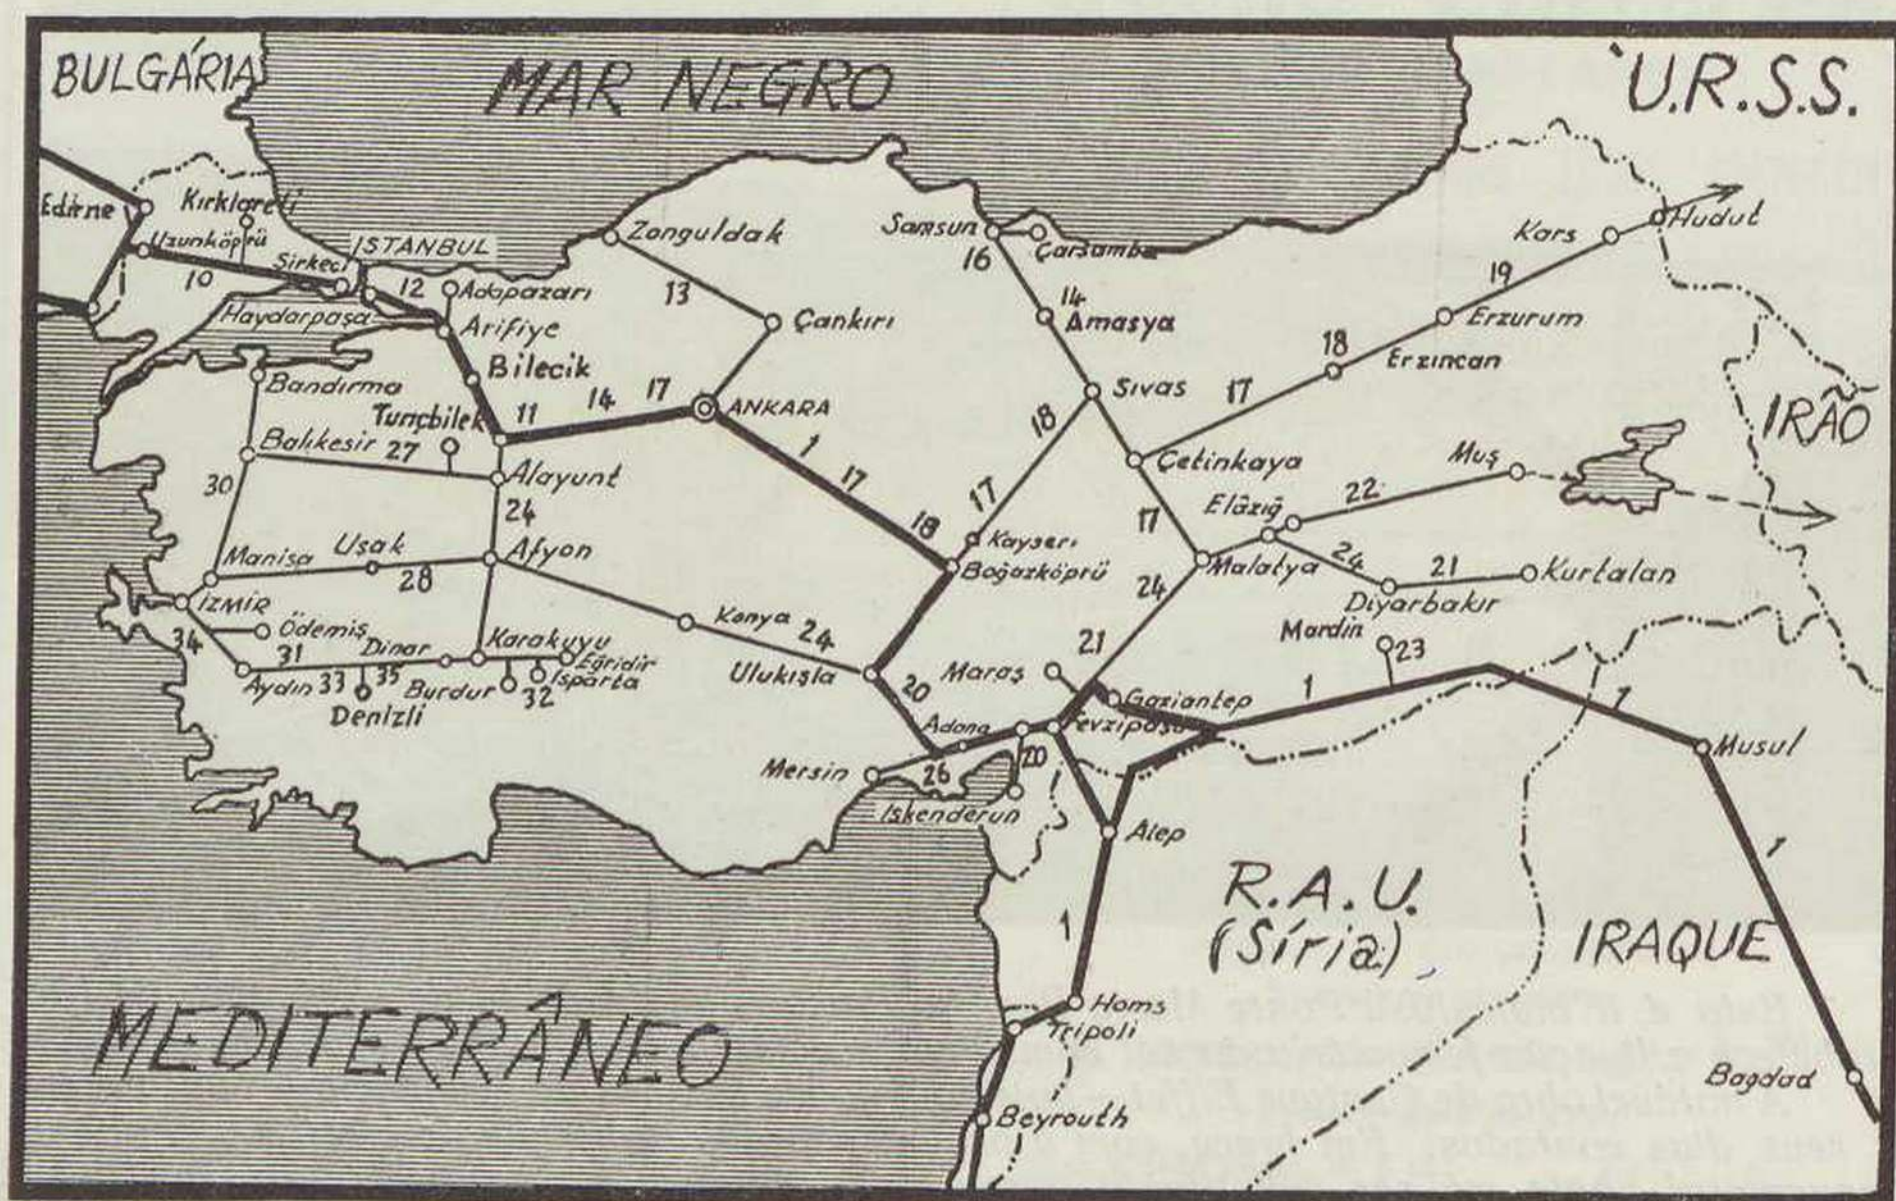 BULGÁRIA
MAR NEGRO
U.R.S.S.
Edirne
Kırklareli
Uzunköprü
10
Sirkeci
ISTANBUL
12
Adapazarı
Haydarpaşa
Arifiye
Bilecik
Zonguldak
13
Çankırı
Samsun
16
Çarsamba
14
Amasya
Kars
Hudut
19
Erzurum
18
Erzıncan
17
Sıvas
IRÃO
Bandırma
Tunçbilek
11
14
17
ANKARA
Balıkesir
27
Alayunt
30
24
1
17
18
18
17
Kayserı
Boğazköprü
Çetinkaya
17
Elâzığ
22
Muş
Malatya
24
24
21
Kurtalan
Diyarbakır
Mardin
23
Manisa
Uşak
28
Afyon
IZMIR
34
Ödemiş
31
Dinar
Karakuyu
Eğridir
Aydın
33
35
Burdur
Isparta
32
Denizli
Konya
24
Ulukışla
20
21
Maraş
Gaziantep
Fevzipaşa
Adana
20
Mersin
26
Iskenderun
1
1
Musul
Alep
1
1
R.A.U.
(Síria)
IRAQUE
MEDITERRÂNEO
Homs
Tripoli
Beyrouth
Bagdad